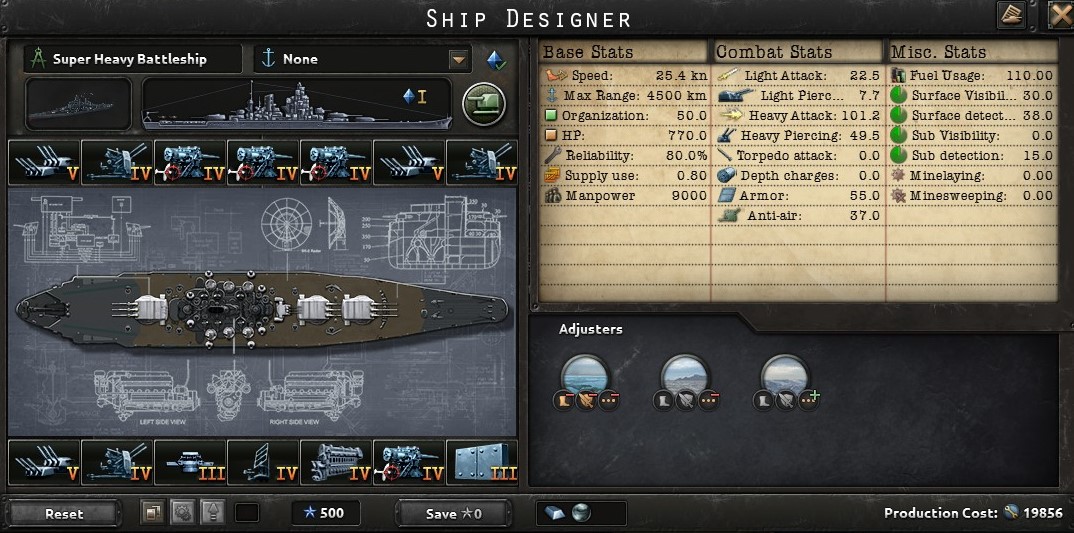 Ship Designer
Super Heavy Battleship
None
I
V IV IV IV IV V IV
LEFT SIDE VIEW
RIGHT SIDE VIEW
V IV III IV IV IV III
Reset
500
Save 0
Base Stats
Speed: 25.4 kn
Max Range: 4500 km
Organization: 50.0
HP: 770.0
Reliability: 80.0%
Supply use: 0.80
Manpower 9000
Combat Stats
Light Attack: 22.5
Light Pierc... 7.7
Heavy Attack: 101.2
Heavy Piercing: 49.5
Torpedo attack: 0.0
Depth charges: 0.0
Armor: 55.0
Anti-air: 37.0
Misc. Stats
Fuel Usage: 110.00
Surface Visibil... 30.0
Surface detect... 38.0
Sub Visibility: 0.0
Sub detection: 15.0
Minelaying: 0.00
Minesweeping: 0.00
Adjusters
Production Cost: 19856